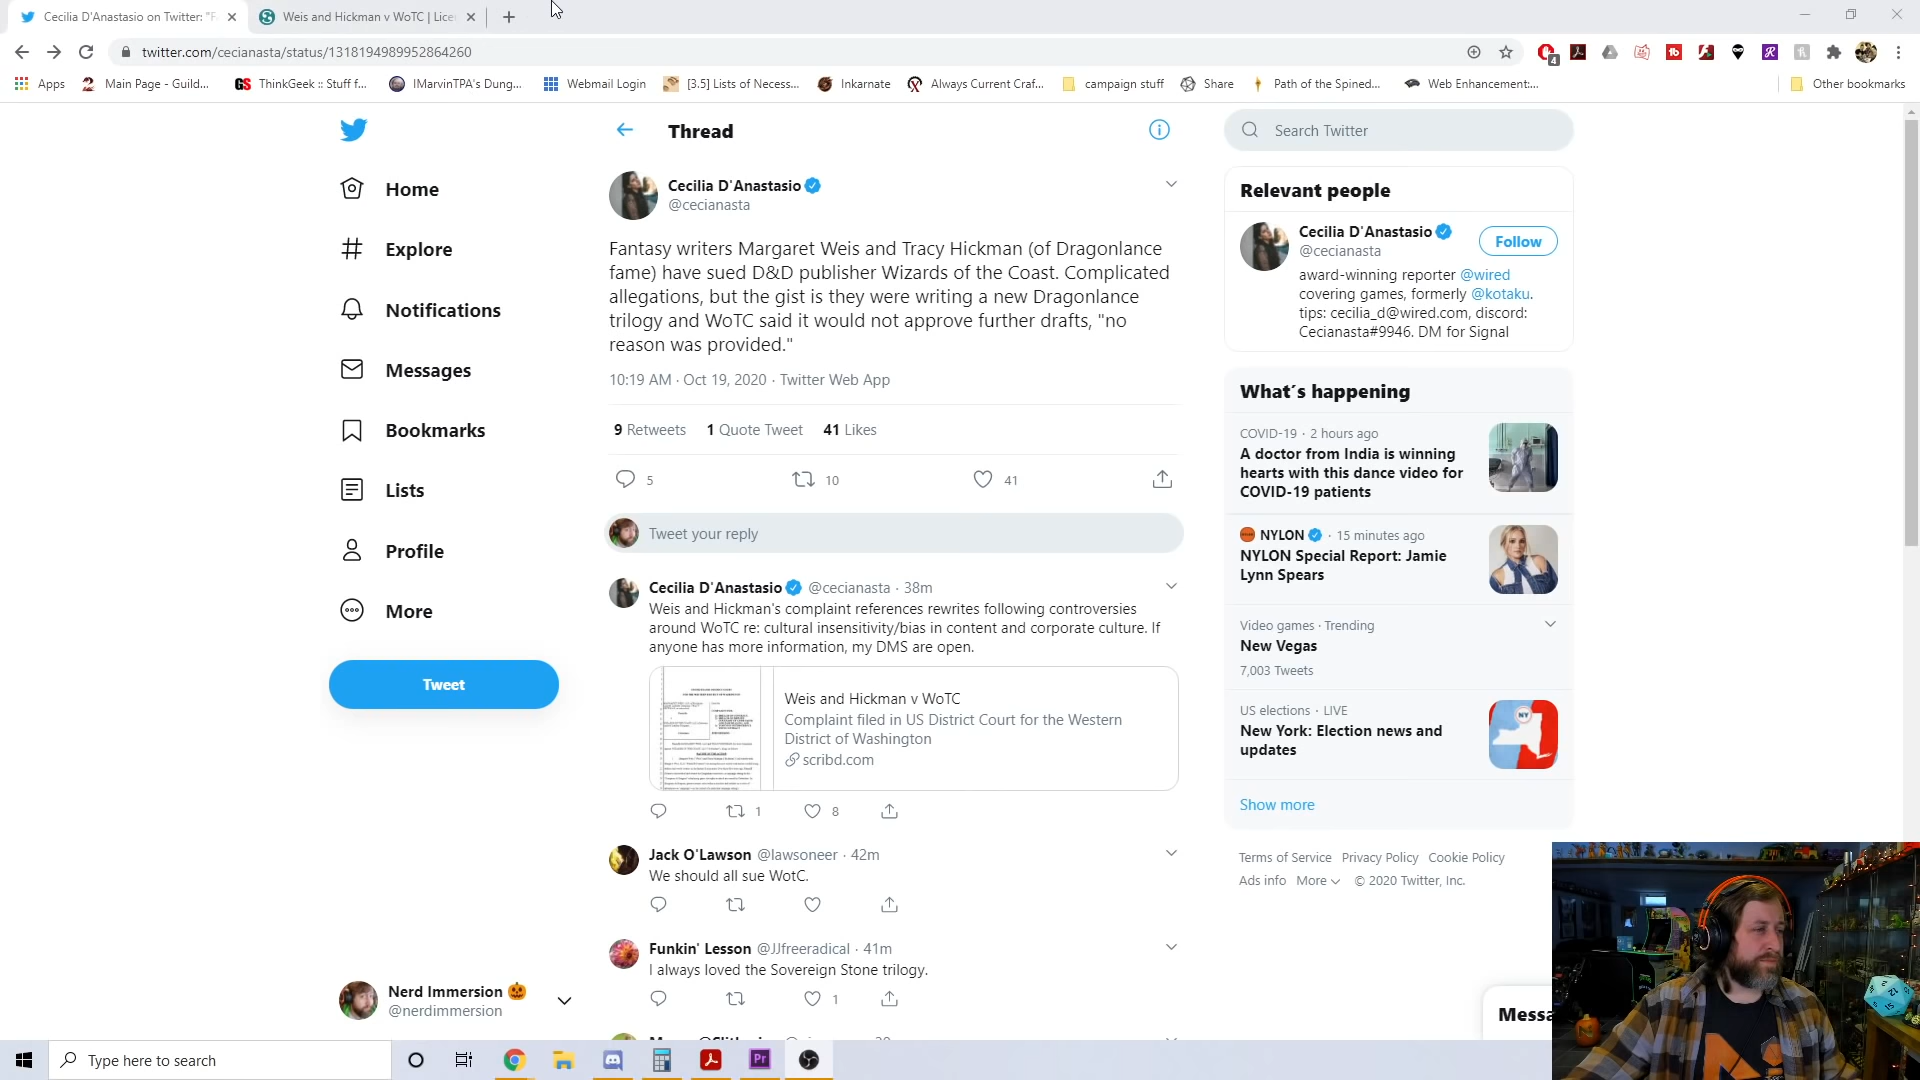 Cecilia D'Anastasio on Twitter: "F
Weis and Hickman v WoTC | Lice
twitter.com/cecianasta/status/1318194989952864260
4
Apps
Main Page - Guild...
ThinkGeek :: Stuff f...
IMarvinTPA's Dung...
Webmail Login
[3.5] Lists of Necess...
Inkarnate
Always Current Craf...
campaign stuff
Share
Path of the Spined...
Web Enhancement:...
Other bookmarks
Home
Explore
Notifications
Messages
Bookmarks
Lists
Profile
More
Tweet
Nerd Immersion
@nerdimmersion
Thread
Cecilia D'Anastasio
@cecianasta
Fantasy writers Margaret Weis and Tracy Hickman (of Dragonlance
fame) have sued D&D publisher Wizards of the Coast. Complicated
allegations, but the gist is they were writing a new Dragonlance
trilogy and WoTC said it would not approve further drafts, "no
reason was provided."
10:19 AM · Oct 19, 2020 · Twitter Web App
9 Retweets 1 Quote Tweet 41 Likes
5 10 41
Tweet your reply
Cecilia D'Anastasio @cecianasta · 38m
Weis and Hickman's complaint references rewrites following controversies
around WoTC re: cultural insensitivity/bias in content and corporate culture. If
anyone has more information, my DMS are open.
Weis and Hickman v WoTC
Complaint filed in US District Court for the Western
District of Washington
scribd.com
1 8
Jack O'Lawson @lawsoneer · 42m
We should all sue WotC.
Funkin' Lesson @JJfreeradical · 41m
I always loved the Sovereign Stone trilogy.
1
Search Twitter
Relevant people
Cecilia D'Anastasio
@cecianasta
Follow
award-winning reporter @wired
covering games, formerly @kotaku.
tips: cecilia_d@wired.com, discord:
Cecianasta#9946. DM for Signal
What's happening
COVID-19 · 2 hours ago
A doctor from India is winning
hearts with this dance video for
COVID-19 patients
NYLON · 15 minutes ago
NYLON Special Report: Jamie
Lynn Spears
Video games · Trending
New Vegas
7,003 Tweets
US elections · LIVE
New York: Election news and
updates
NY
Show more
Terms of Service Privacy Policy Cookie Policy
Ads info More © 2020 Twitter, Inc.
Messa
Type here to search
Pr